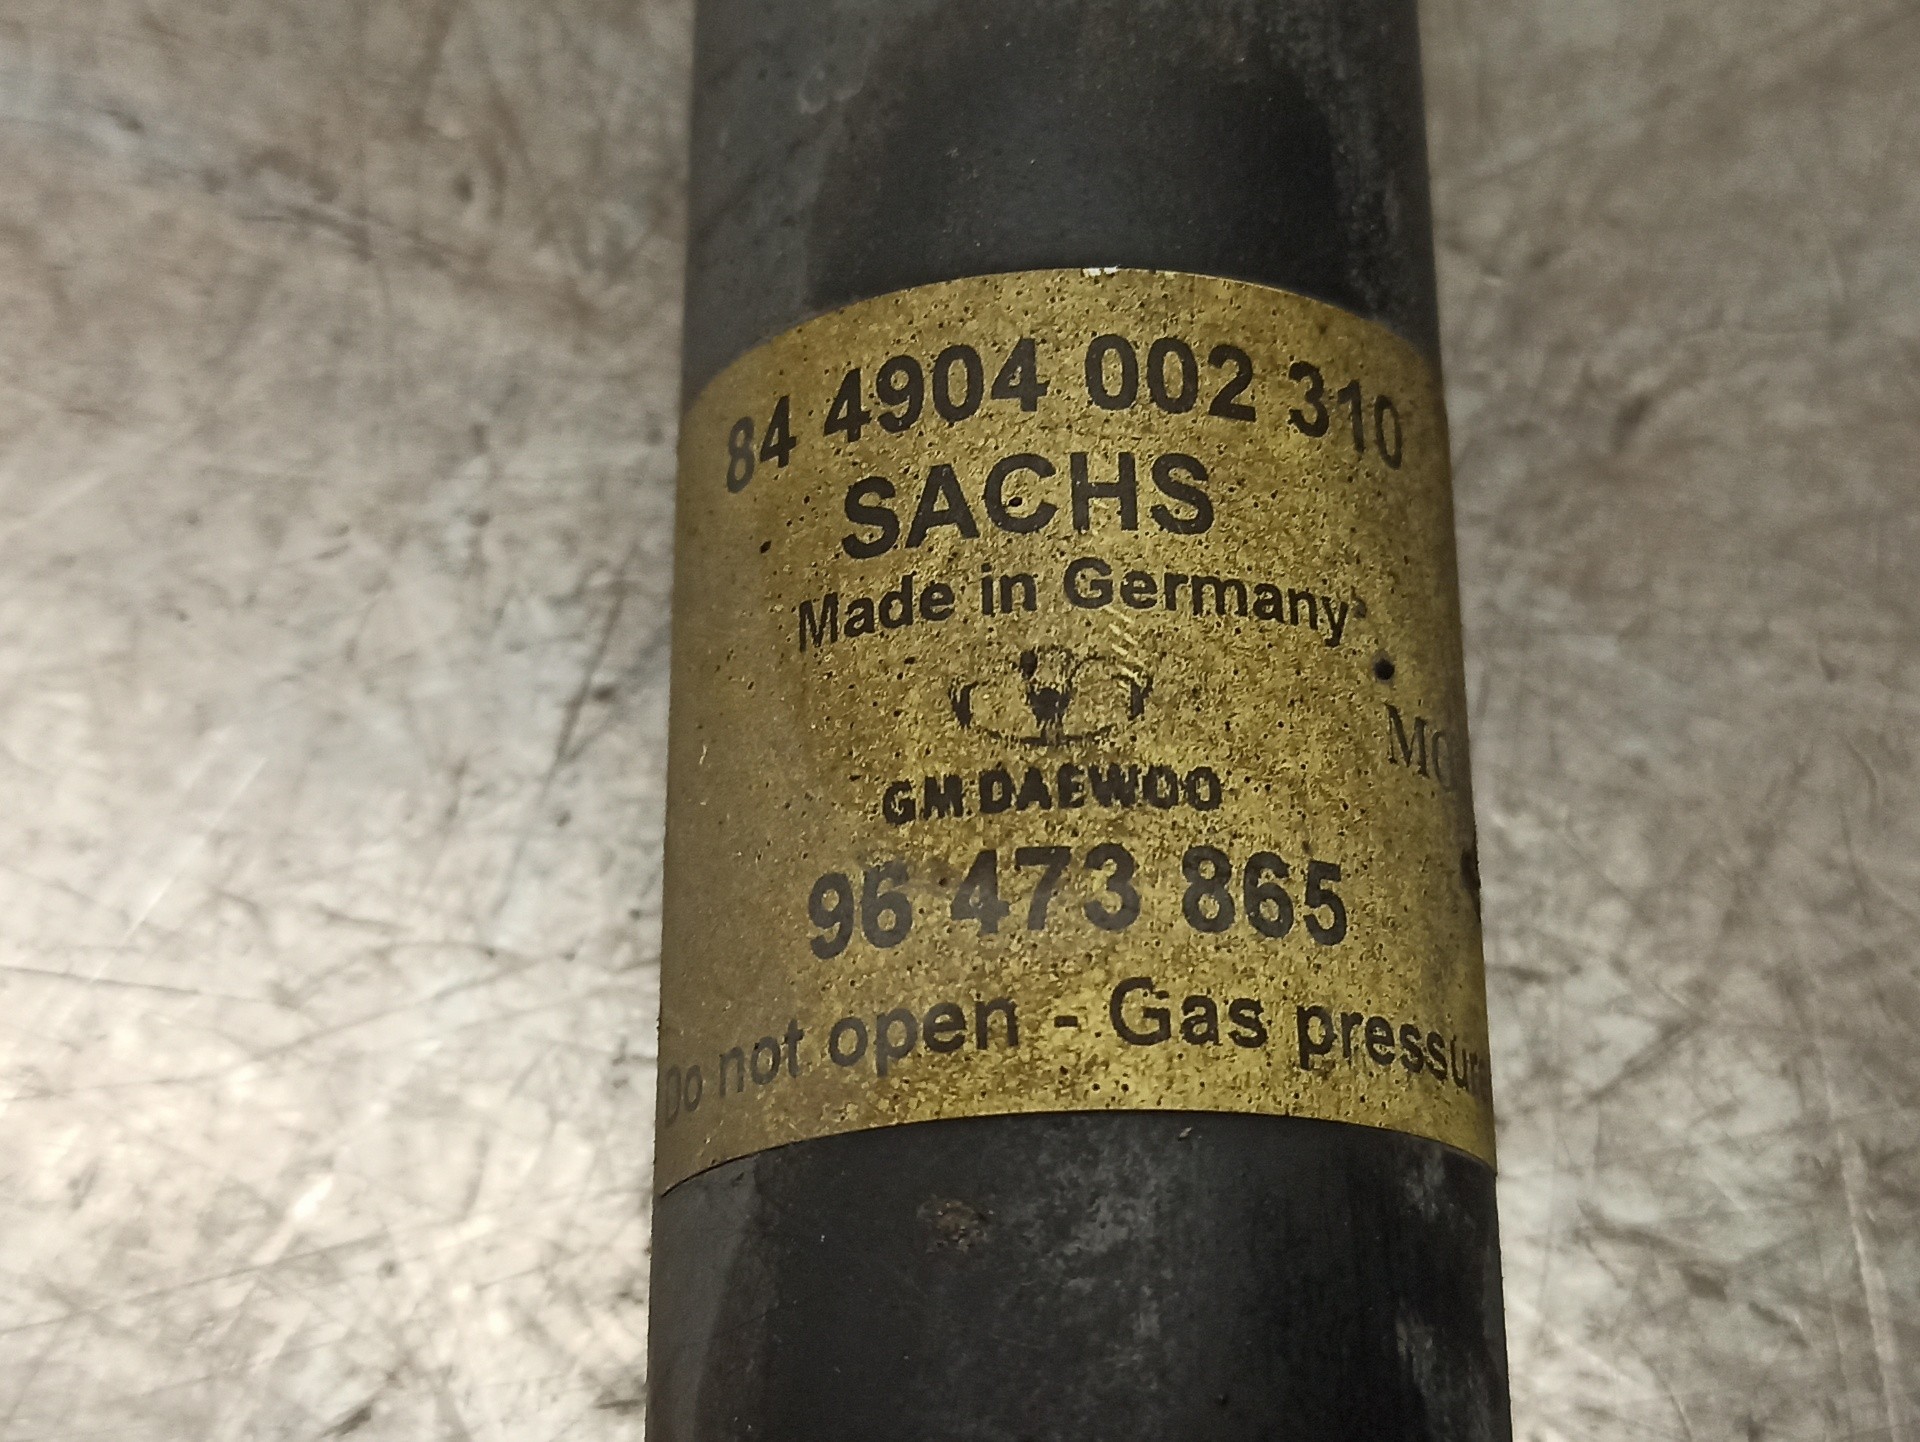 84 4904 002 310
SACHS
Made in Germany
GM DAEWOO
96 473 865
Do not open - Gas pressure